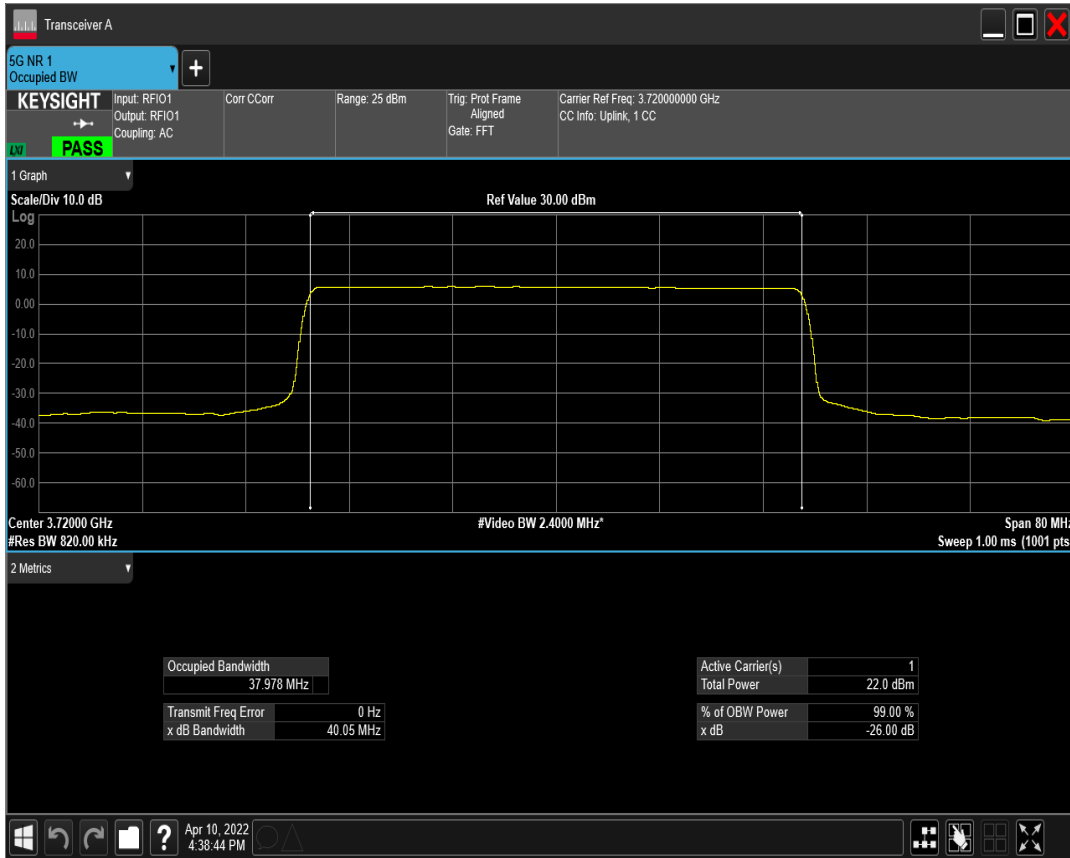 Transceiver A
5G NR 1
Occupied BW
KEYSIGHT
Input: RFIO1
Output: RFIO1
Coupling: AC
Corr CCorr
Range: 25 dBm
Trig: Prot Frame
Aligned
Gate: FFT
Carrier Ref Freq: 3.720000000 GHz
CC Info: Uplink, 1 CC
LXI
PASS
1 Graph
Scale/Div 10.0 dB
Ref Value 30.00 dBm
Log
20.0
10.0
0.00
-10.0
-20.0
-30.0
-40.0
-50.0
-60.0
Center 3.72000 GHz
#Video BW 2.4000 MHz*
Span 80 MHz
#Res BW 820.00 kHz
Sweep 1.00 ms (1001 pts
2 Metrics
Occupied Bandwidth
37.978 MHz
Transmit Freq Error 0 Hz
x dB Bandwidth 40.05 MHz
Active Carrier(s) 1
Total Power 22.0 dBm
% of OBW Power 99.00 %
x dB -26.00 dB
Apr 10, 2022
4:38:44 PM